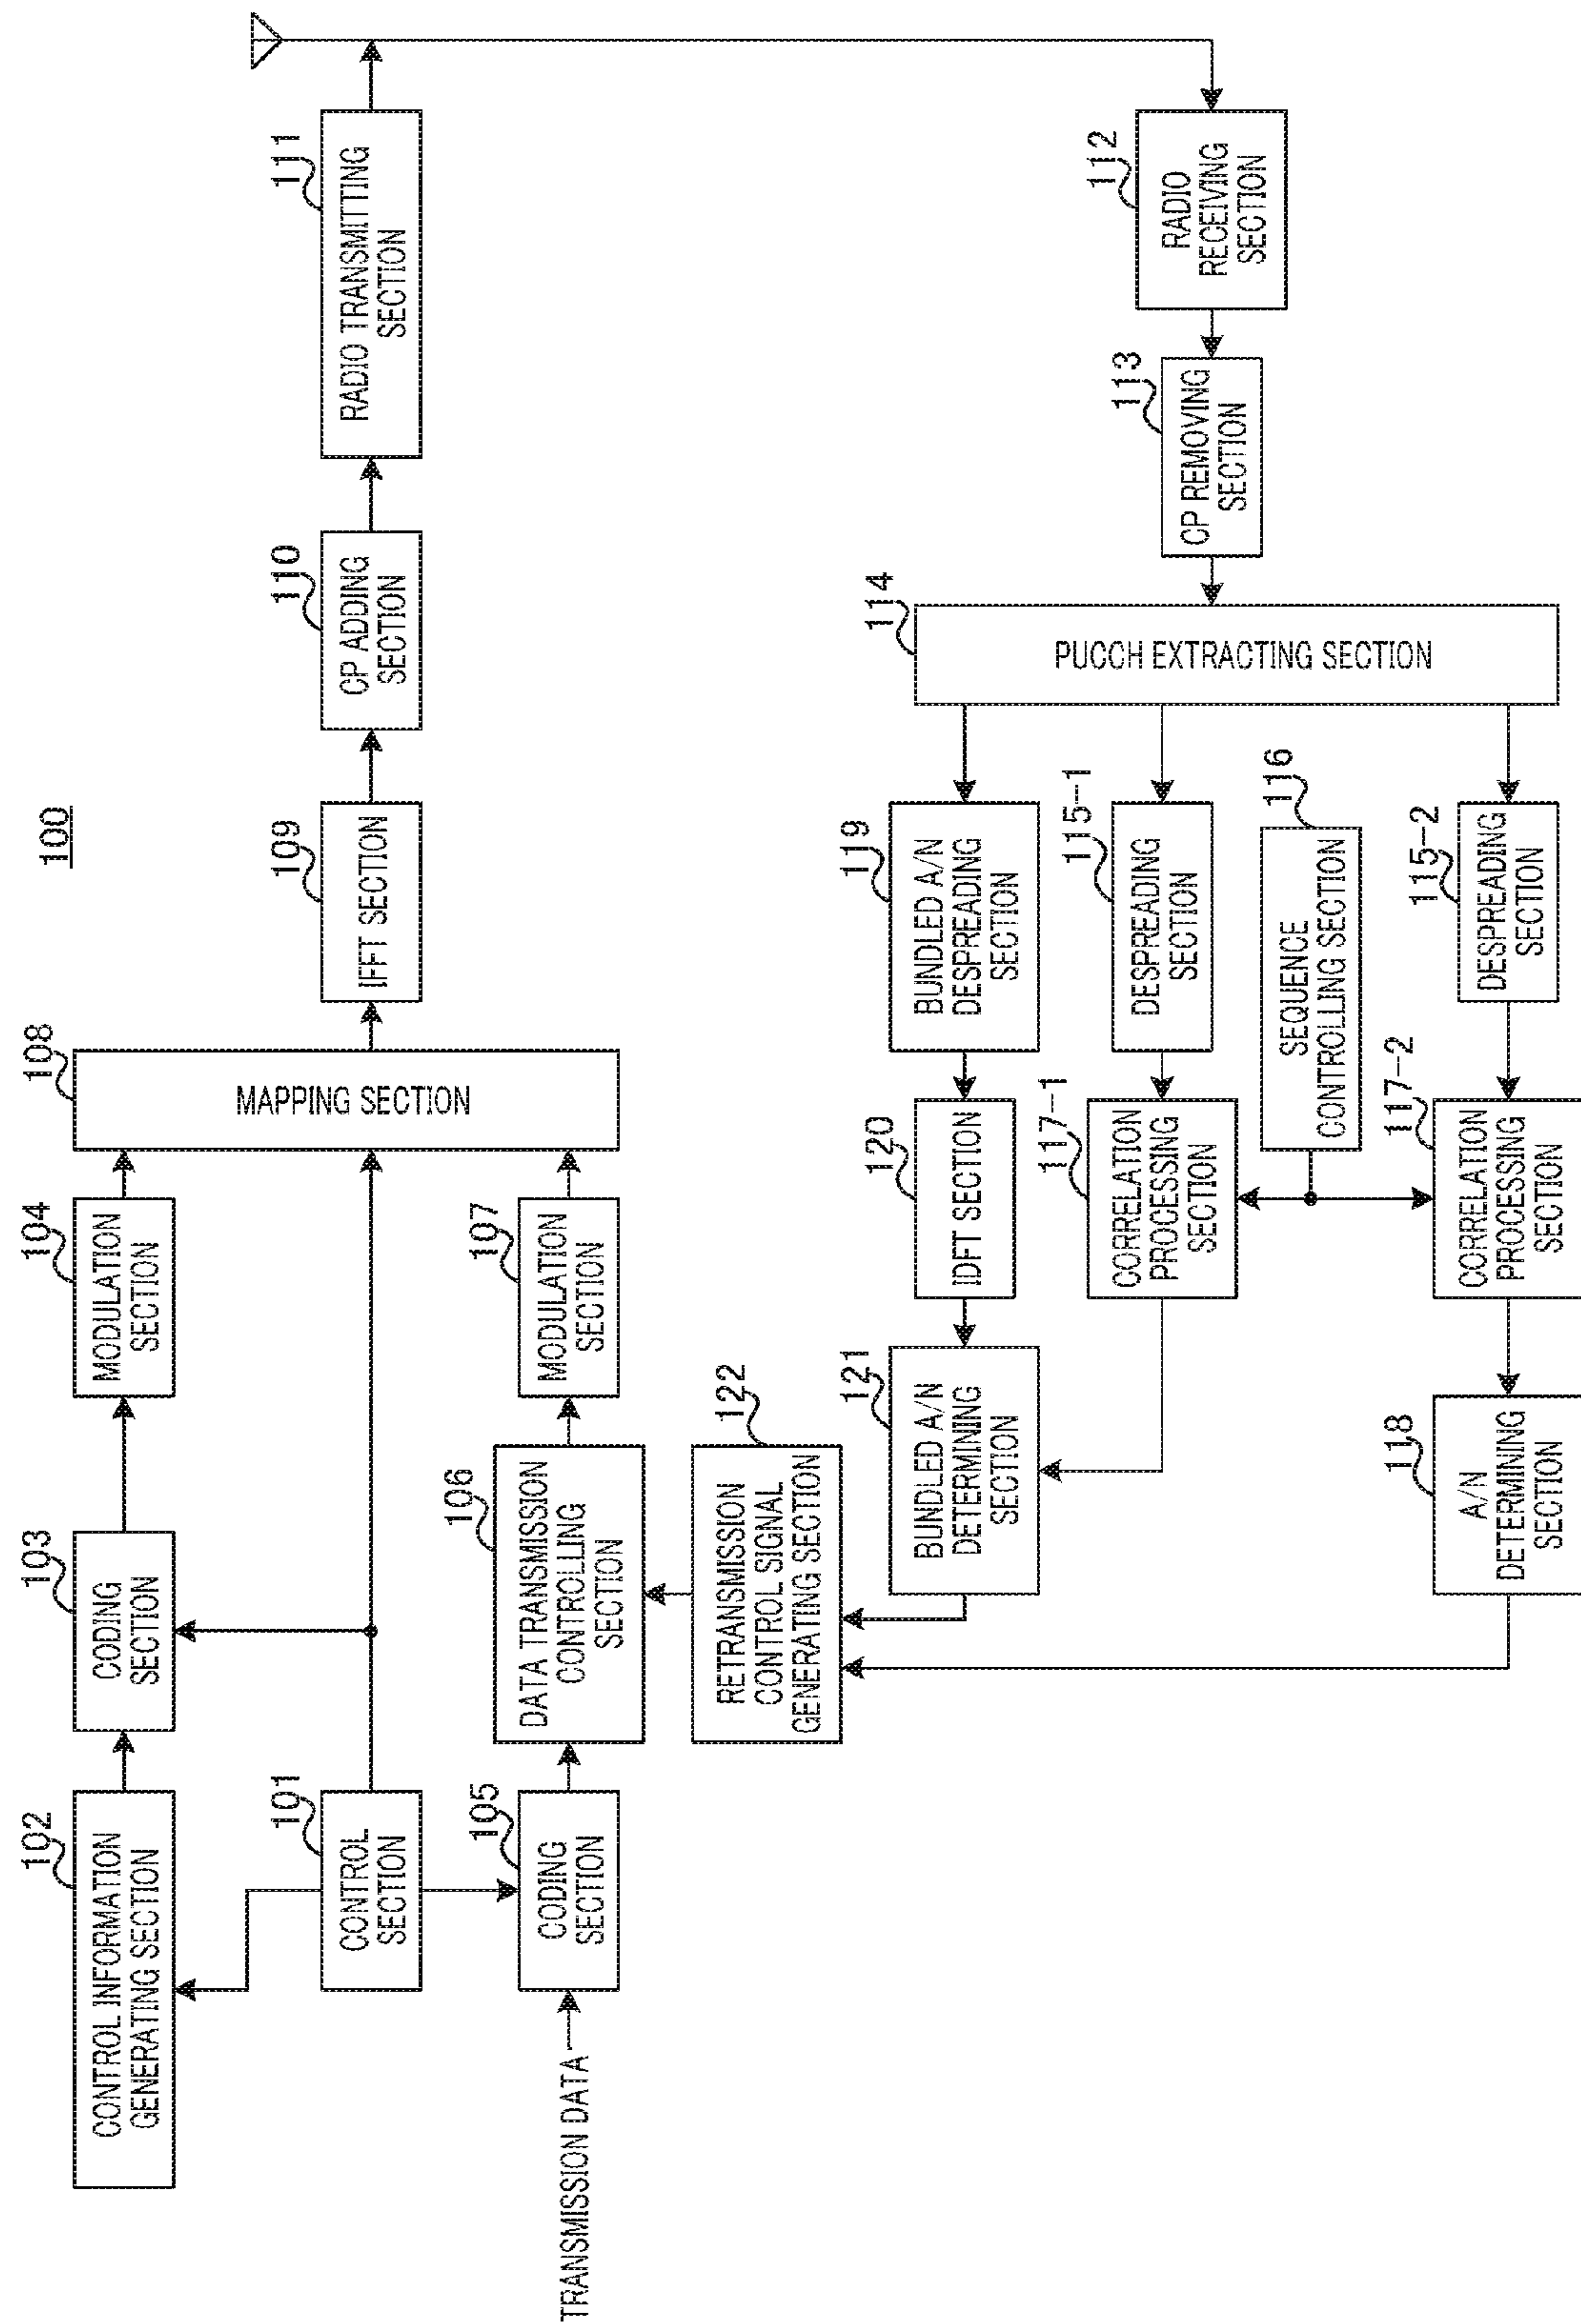 100
102
CONTROL INFORMATION
GENERATING SECTION
103
CODING
SECTION
104
MODULATION
SECTION
108
MAPPING SECTION
109
IFFT SECTION
110
CP ADDING
SECTION
111
RADIO TRANSMITTING
SECTION
101
CONTROL
SECTION
TRANSMISSION DATA
105
CODING
SECTION
106
DATA TRANSMISSION
CONTROLLING
SECTION
107
MODULATION
SECTION
122
RETRANSMISSION
CONTROL SIGNAL
GENERATING SECTION
121
BUNDLED A/N
DETERMINING
SECTION
120
IDFT SECTION
119
BUNDLED A/N
DESPREADING
SECTION
114
PUCCH EXTRACTING SECTION
113
CP REMOVING
SECTION
112
RADIO
RECEIVING
SECTION
117-1
CORRELATION
PROCESSING
SECTION
115-1
DESPREADING
SECTION
116
SEQUENCE
CONTROLLING SECTION
118
A/N
DETERMINING
SECTION
117-2
CORRELATION
PROCESSING
SECTION
115-2
DESPREADING
SECTION